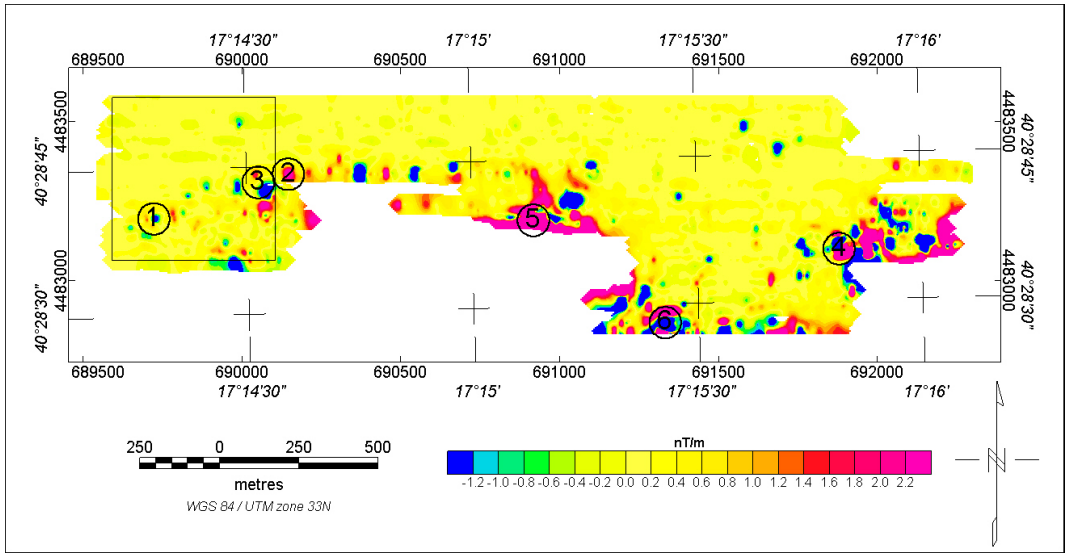 17°14'30" 17°15' 17°15'30" 17°16'
689500 690000 690500 691000 691500 692000
4483500 4483500
40°28'45" 40°28'45"
1 2 3 4 5 6
4483000 4483000
40°28'30" 40°28'30"
689500 690000 690500 691000 691500 692000
17°14'30" 17°15' 17°15'30" 17°16'
250 0 250 500
metres
WGS 84 / UTM zone 33N
nT/m
-1.2 -1.0 -0.8 -0.6 -0.4 -0.2 0.0 0.2 0.4 0.6 0.8 1.0 1.2 1.4 1.6 1.8 2.0 2.2
N